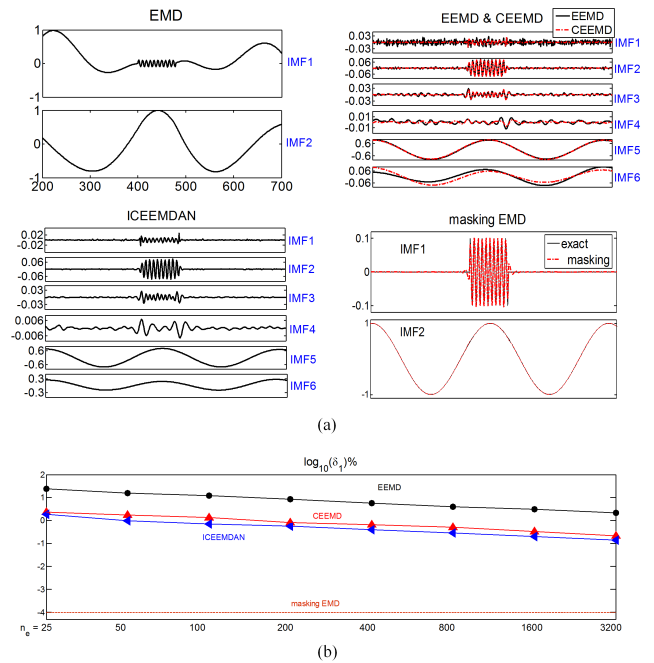 EMD
1
0
1
IMF1
1
0
1
IMF2
200 300 400 500 600 700
EEMD & CEEMD
EEMD
CEEMD
0.03
-0.03
IMF1
0.06
-0.06
IMF2
0.03
-0.03
IMF3
0.01
-0.01
IMF4
0.6
-0.6
IMF5
0.06
-0.06
IMF6
ICEEMDAN
0.02
-0.02
IMF1
0.06
-0.06
IMF2
0.03
-0.03
IMF3
0.006
-0.006
IMF4
0.6
-0.6
IMF5
0.3
-0.3
IMF6
masking EMD
0.1
0
-0.1
IMF1
exact
masking
1
-1
IMF2
(a)
log10(δ1)%
2
1
0
-1
-2
-3
-4
EEMD
CEEMD
ICEEMDAN
masking EMD
ne = 25 50 100 200 400 800 1600 3200
(b)